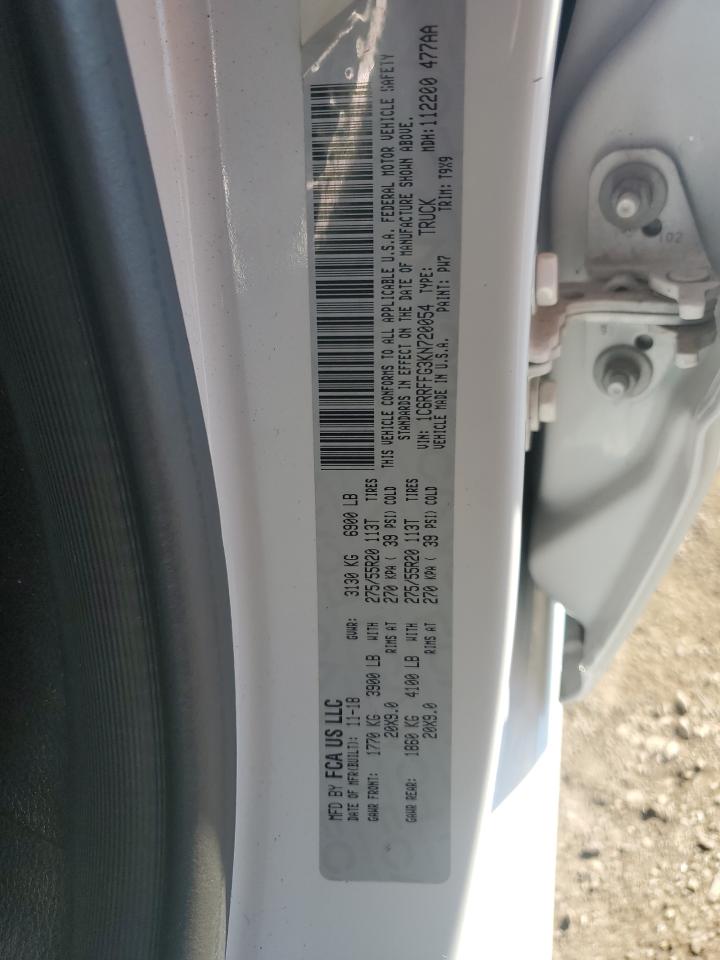 MFD BY FCA US LLC
DATE OF MFR(BUILT): 11-18 GVWR: 3130 KG 6900 LB
GAWR FRONT: 1770 KG 3900 LB WITH 275/55R20 113T TIRES
20X9.0 RIMS AT 270 KPA ( 39 PSI) COLD
GAWR REAR: 1860 KG 4100 LB WITH 275/55R20 113T TIRES
20X9.0 RIMS AT 270 KPA ( 39 PSI) COLD
THIS VEHICLE CONFORMS TO ALL APPLICABLE U.S.A. FEDERAL MOTOR VEHICLE SAFETY
STANDARDS IN EFFECT ON THE DATE OF MANUFACTURE SHOWN ABOVE.
VIN: 1C6RRFFG3KN720054 TYPE: TRUCK MDH: 112200 477AA
VEHICLE MADE IN U.S.A. PAINT: PW7 TRIM: T9X9
102